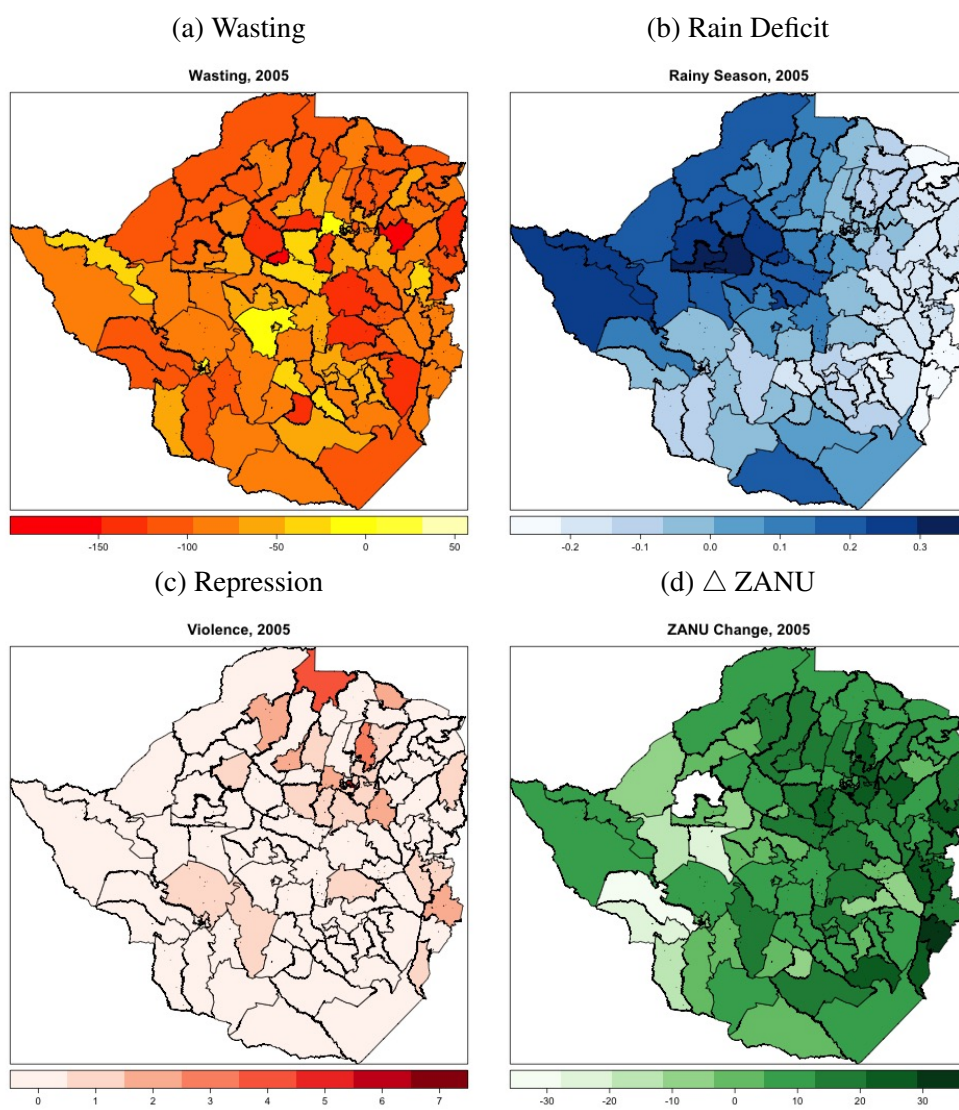 (a) Wasting
(b) Rain Deficit
Wasting, 2005
Rainy Season, 2005
-150 -100 -50 0 50
-0.2 -0.1 0.0 0.1 0.2 0.3
(c) Repression
(d) △ ZANU
Violence, 2005
ZANU Change, 2005
0 1 2 3 4 5 6 7
-30 -20 -10 0 10 20 30